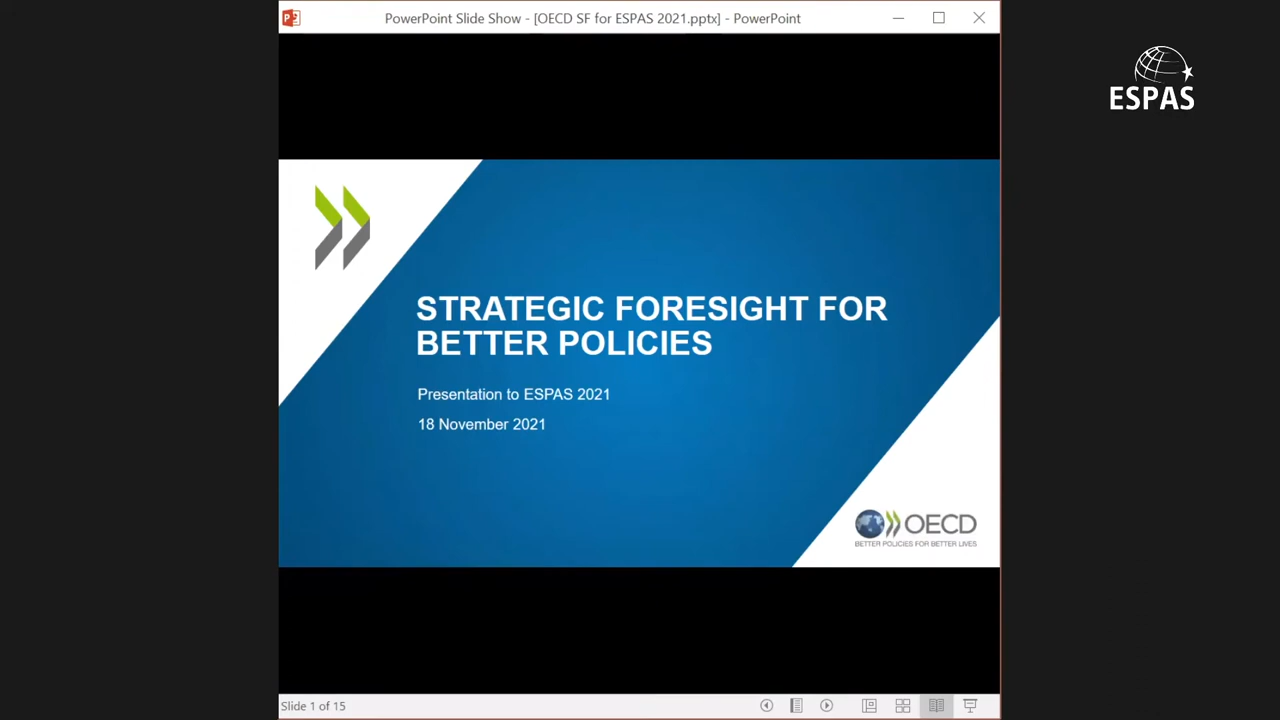 PowerPoint Slide Show - [OECD SF for ESPAS 2021.pptx] - PowerPoint
ESPAS
STRATEGIC FORESIGHT FOR
BETTER POLICIES
Presentation to ESPAS 2021
18 November 2021
OECD
BETTER POLICIES FOR BETTER LIVES
Slide 1 of 15